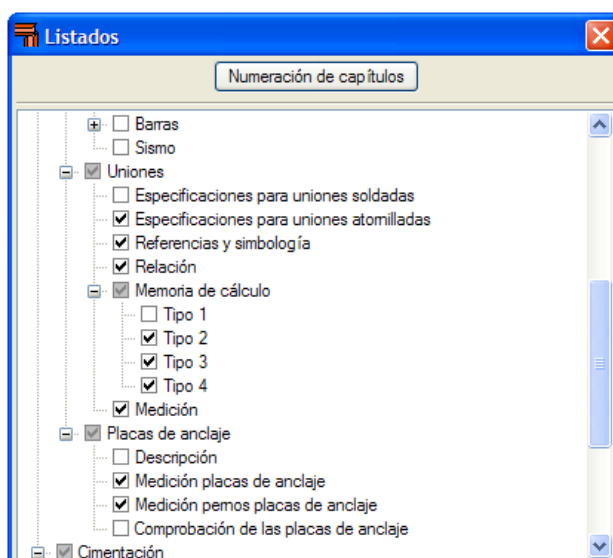 Listados
Numeración de capítulos
Barras
Sismo
Uniones
Especificaciones para uniones soldadas
Especificaciones para uniones atornilladas
Referencias y simbología
Relación
Memoria de cálculo
Tipo 1
Tipo 2
Tipo 3
Tipo 4
Medición
Placas de anclaje
Descripción
Medición placas de anclaje
Medición pernos placas de anclaje
Comprobación de las placas de anclaje
Cimentación